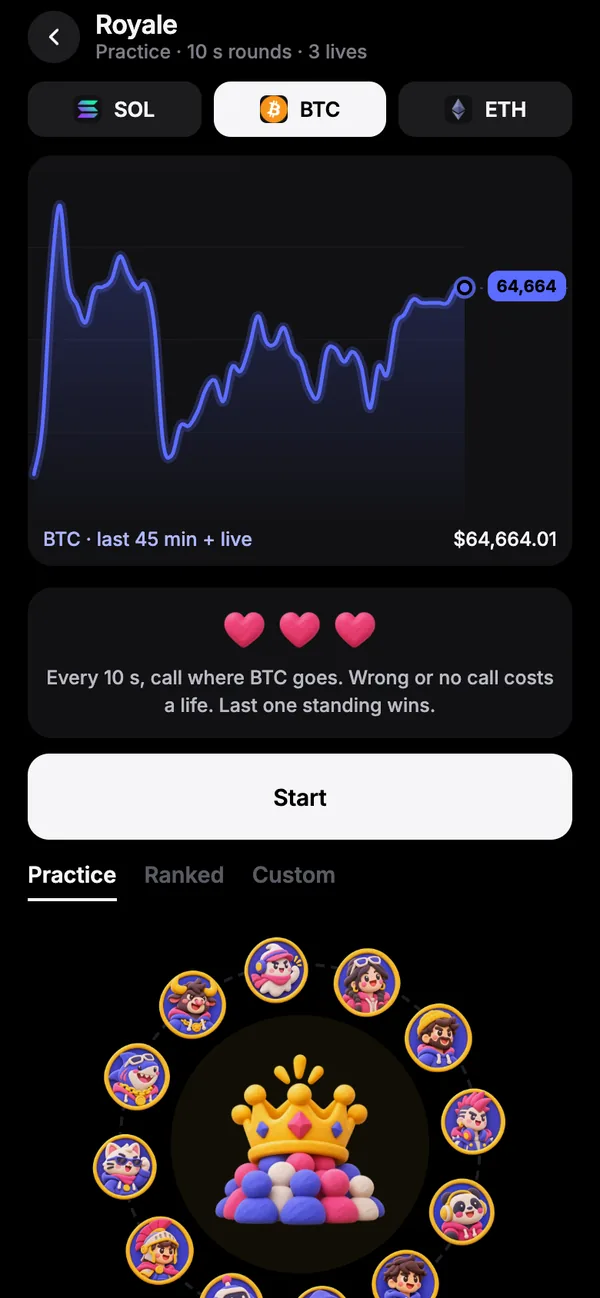 Royale
Practice · 10 s rounds · 3 lives
SOL
BTC
ETH
64,664
BTC · last 45 min + live
$64,664.01
Every 10 s, call where BTC goes. Wrong or no call costs
a life. Last one standing wins.
Start
Practice
Ranked
Custom